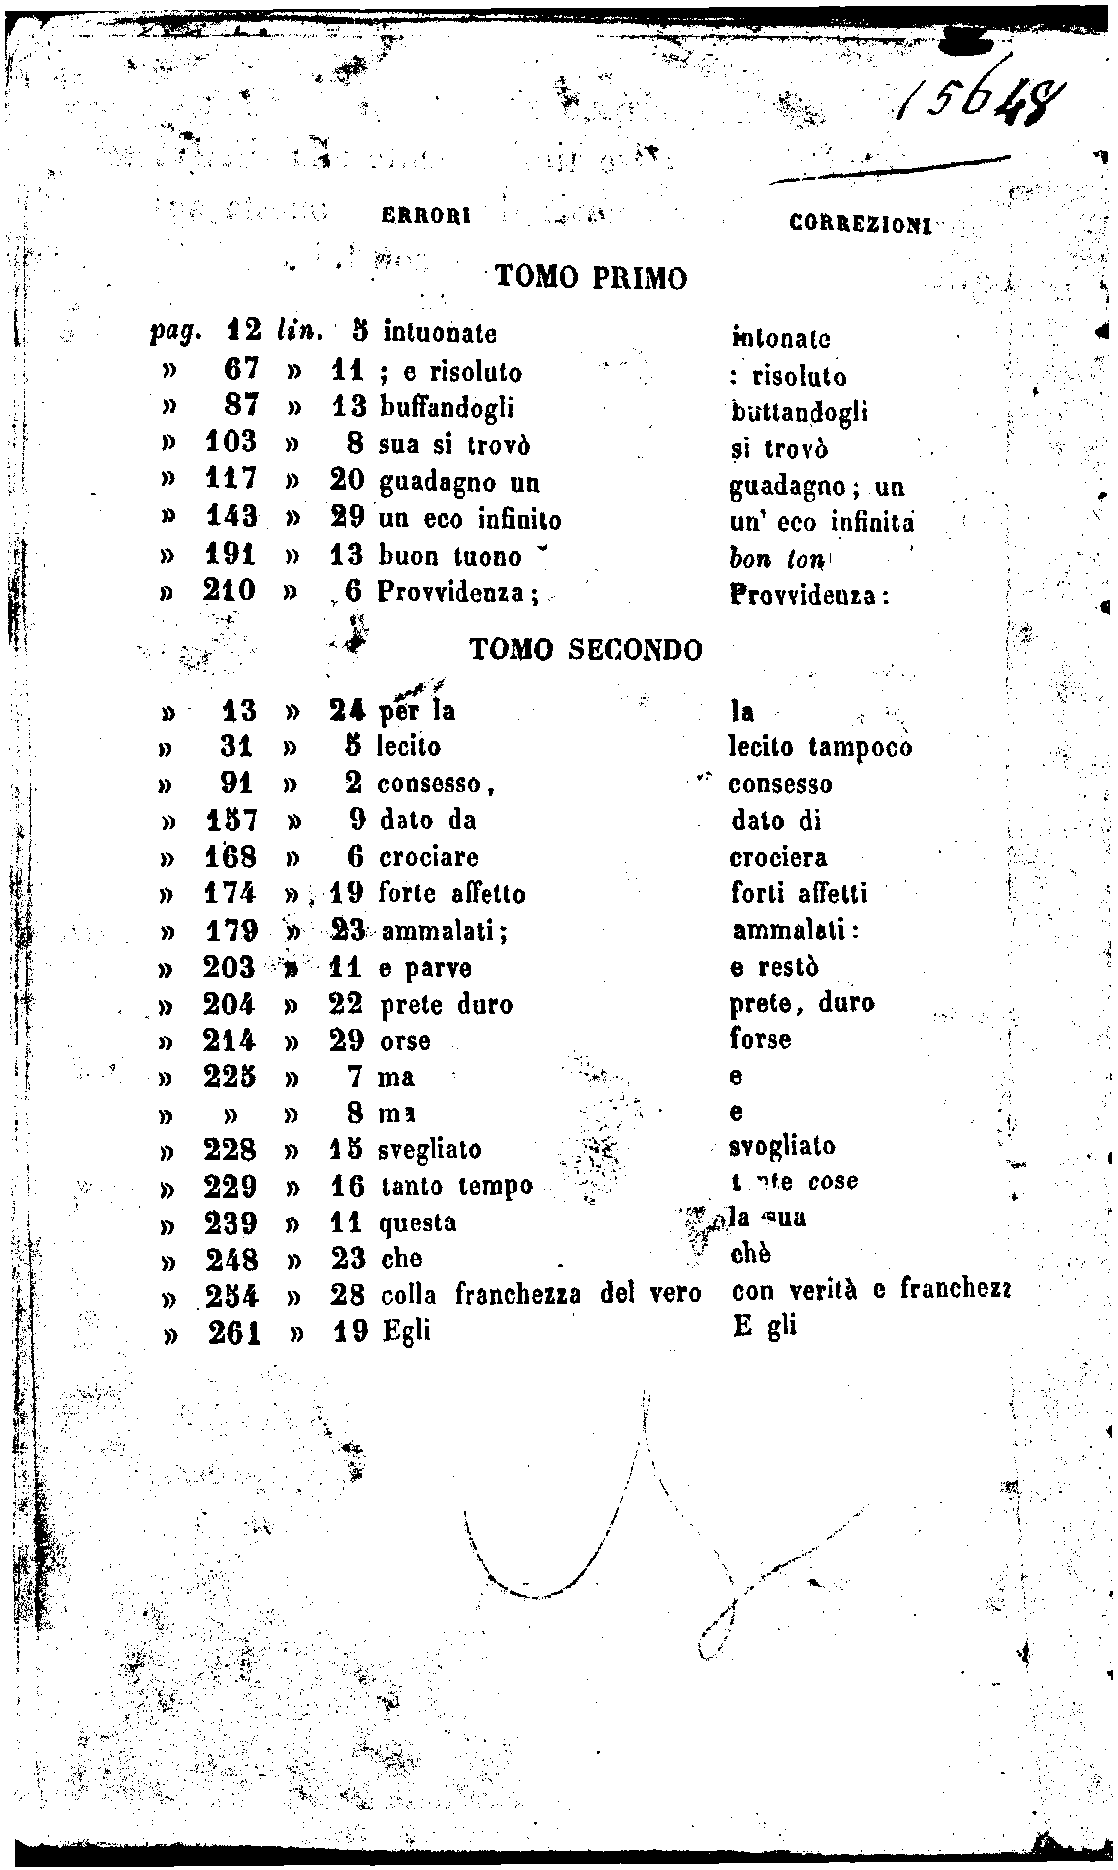 15648
ERRORI CORREZIONI
TOMO PRIMO
pag. 12 lin. 5 intuonate intonate
» 67 » 11 ; e risoluto : risoluto
» 87 » 13 buffandogli buttandogli
» 103 » 8 sua si trovò si trovò
» 117 » 20 guadagno un guadagno; un
» 143 » 29 un eco infinito un' eco infinita
» 191 » 13 buon tuono bon ton
» 210 » 6 Provvidenza; Provvidenza:
TOMO SECONDO
» 13 » 24 per la la
» 31 » 5 lecito lecito tampoco
» 91 » 2 consesso, consesso
» 157 » 9 dato da dato di
» 168 » 6 crociare crociera
» 174 » 19 forte affetto forti affetti
» 179 » 23 ammalati; ammalati:
» 203 » 11 e parve e restò
» 204 » 22 prete duro prete, duro
» 214 » 29 orse forse
» 225 » 7 ma e
» » » 8 ma e
» 228 » 15 svegliato svogliato
» 229 » 16 tanto tempo tante cose
» 239 » 11 questa la sua
» 248 » 23 che chè
» 254 » 28 colla franchezza del vero con verità e franchezz
» 261 » 19 Egli E gli